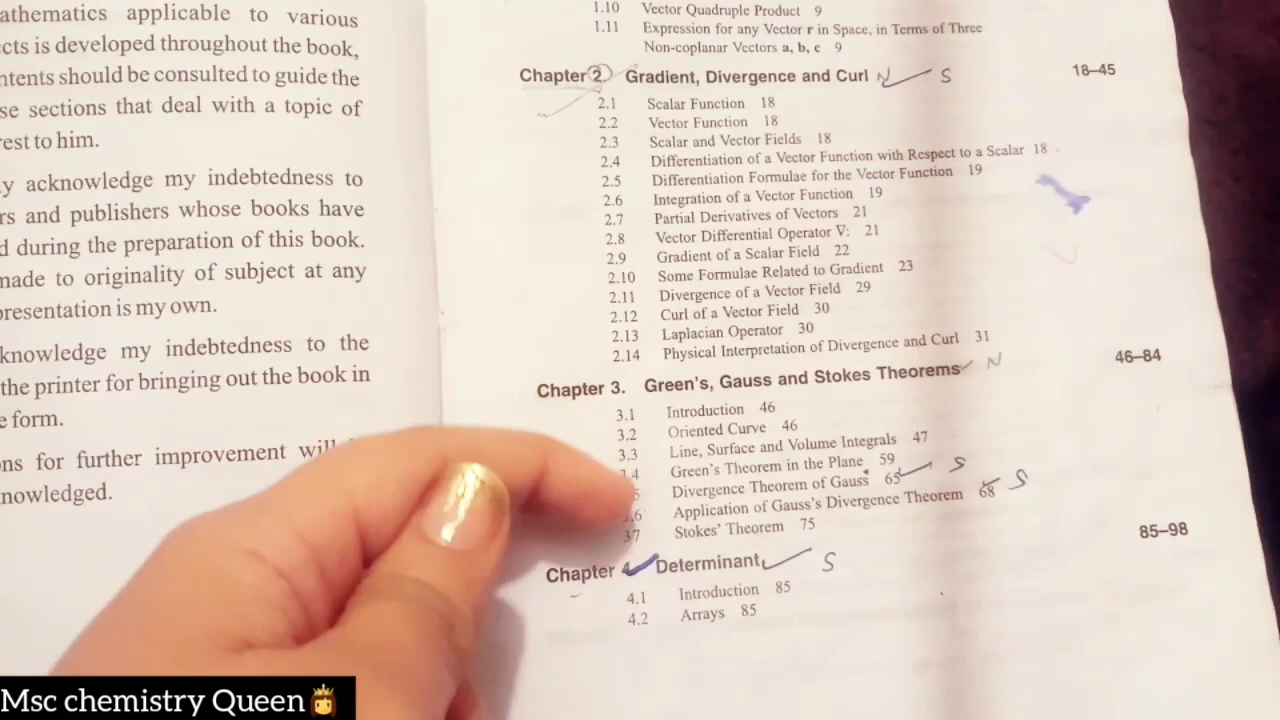 athematics applicable to various
cts is developed throughout the book,
ntents should be consulted to guide the
se sections that deal with a topic of
rest to him.
y acknowledge my indebtedness to
rs and publishers whose books have
d during the preparation of this book.
made to originality of subject at any
presentation is my own.
knowledge my indebtedness to the
the printer for bringing out the book in
e form.
ns for further improvement will
nowledged.
1.10 Vector Quadruple Product 9
1.11 Expression for any Vector r in Space, in Terms of Three
Non-coplanar Vectors a, b, c 9
Chapter 2 Gradient, Divergence and Curl N S 18–45
2.1 Scalar Function 18
2.2 Vector Function 18
2.3 Scalar and Vector Fields 18
2.4 Differentiation of a Vector Function with Respect to a Scalar 18
2.5 Differentiation Formulae for the Vector Function 19
2.6 Integration of a Vector Function 19
2.7 Partial Derivatives of Vectors 21
2.8 Vector Differential Operator ∇: 21
2.9 Gradient of a Scalar Field 22
2.10 Some Formulae Related to Gradient 23
2.11 Divergence of a Vector Field 29
2.12 Curl of a Vector Field 30
2.13 Laplacian Operator 30
2.14 Physical Interpretation of Divergence and Curl 31
Chapter 3. Green's, Gauss and Stokes Theorems N 46–84
3.1 Introduction 46
3.2 Oriented Curve 46
3.3 Line, Surface and Volume Integrals 47
.4 Green's Theorem in the Plane 59
5 Divergence Theorem of Gauss 65 S
.6 Application of Gauss's Divergence Theorem 68 S
37 Stokes' Theorem 75
Chapter Determinant S 85–98
4.1 Introduction 85
4.2 Arrays 85
Msc chemistry Queen👸